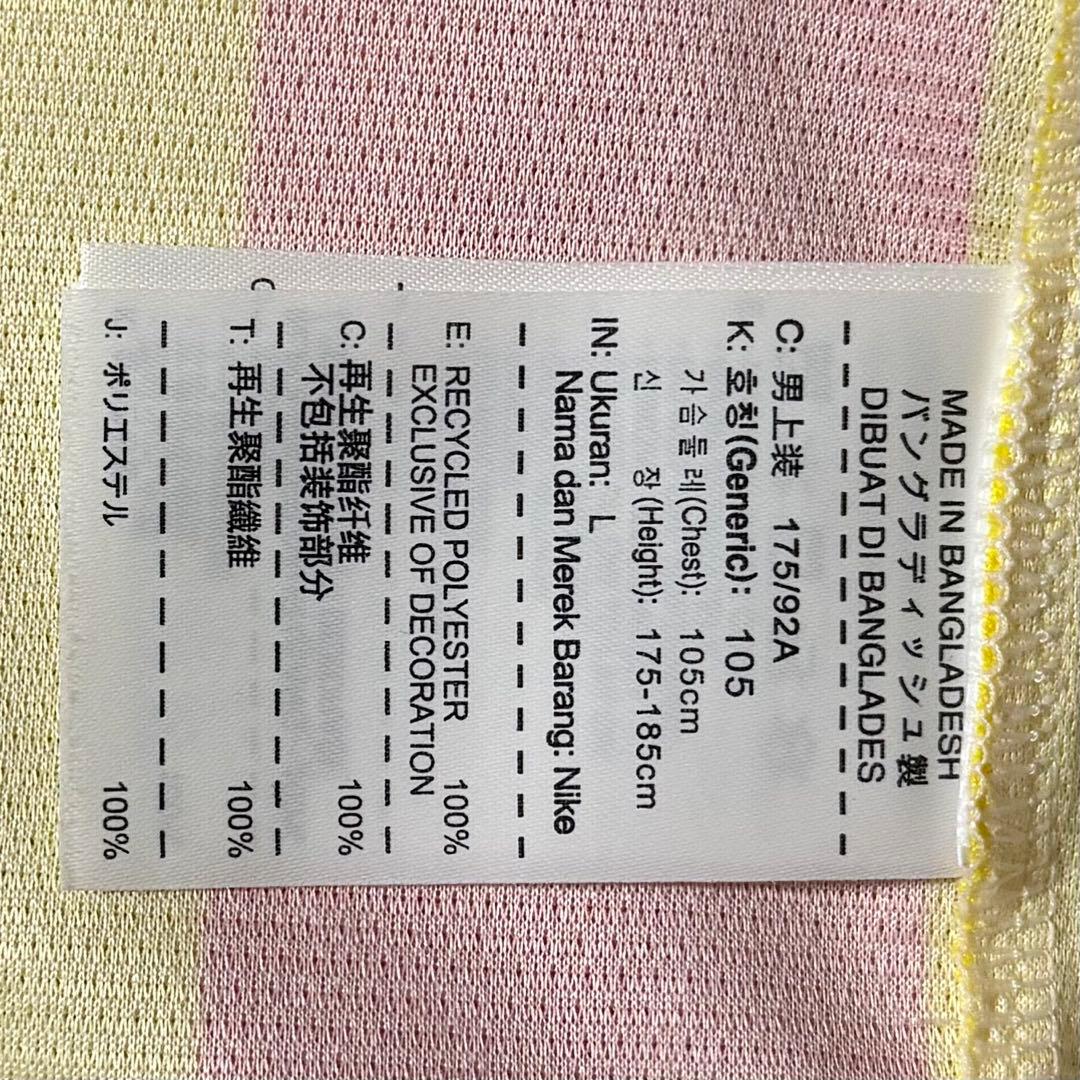 MADE IN BANGLADESH
バングラディッシュ製
DIBUAT DI BANGLADES
C: 男上装 175/92A
K: 호칭(Generic): 105
가슴둘레(Chest): 105cm
신 장(Height): 175-185cm
IN: Ukuran: L
Nama dan Merek Barang: Nike
E: RECYCLED POLYESTER 100%
EXCLUSIVE OF DECORATION
C: 再生聚酯纤维 100%
不包括装饰部分
T: 再生聚酯纖維 100%
J: ポリエステル 100%